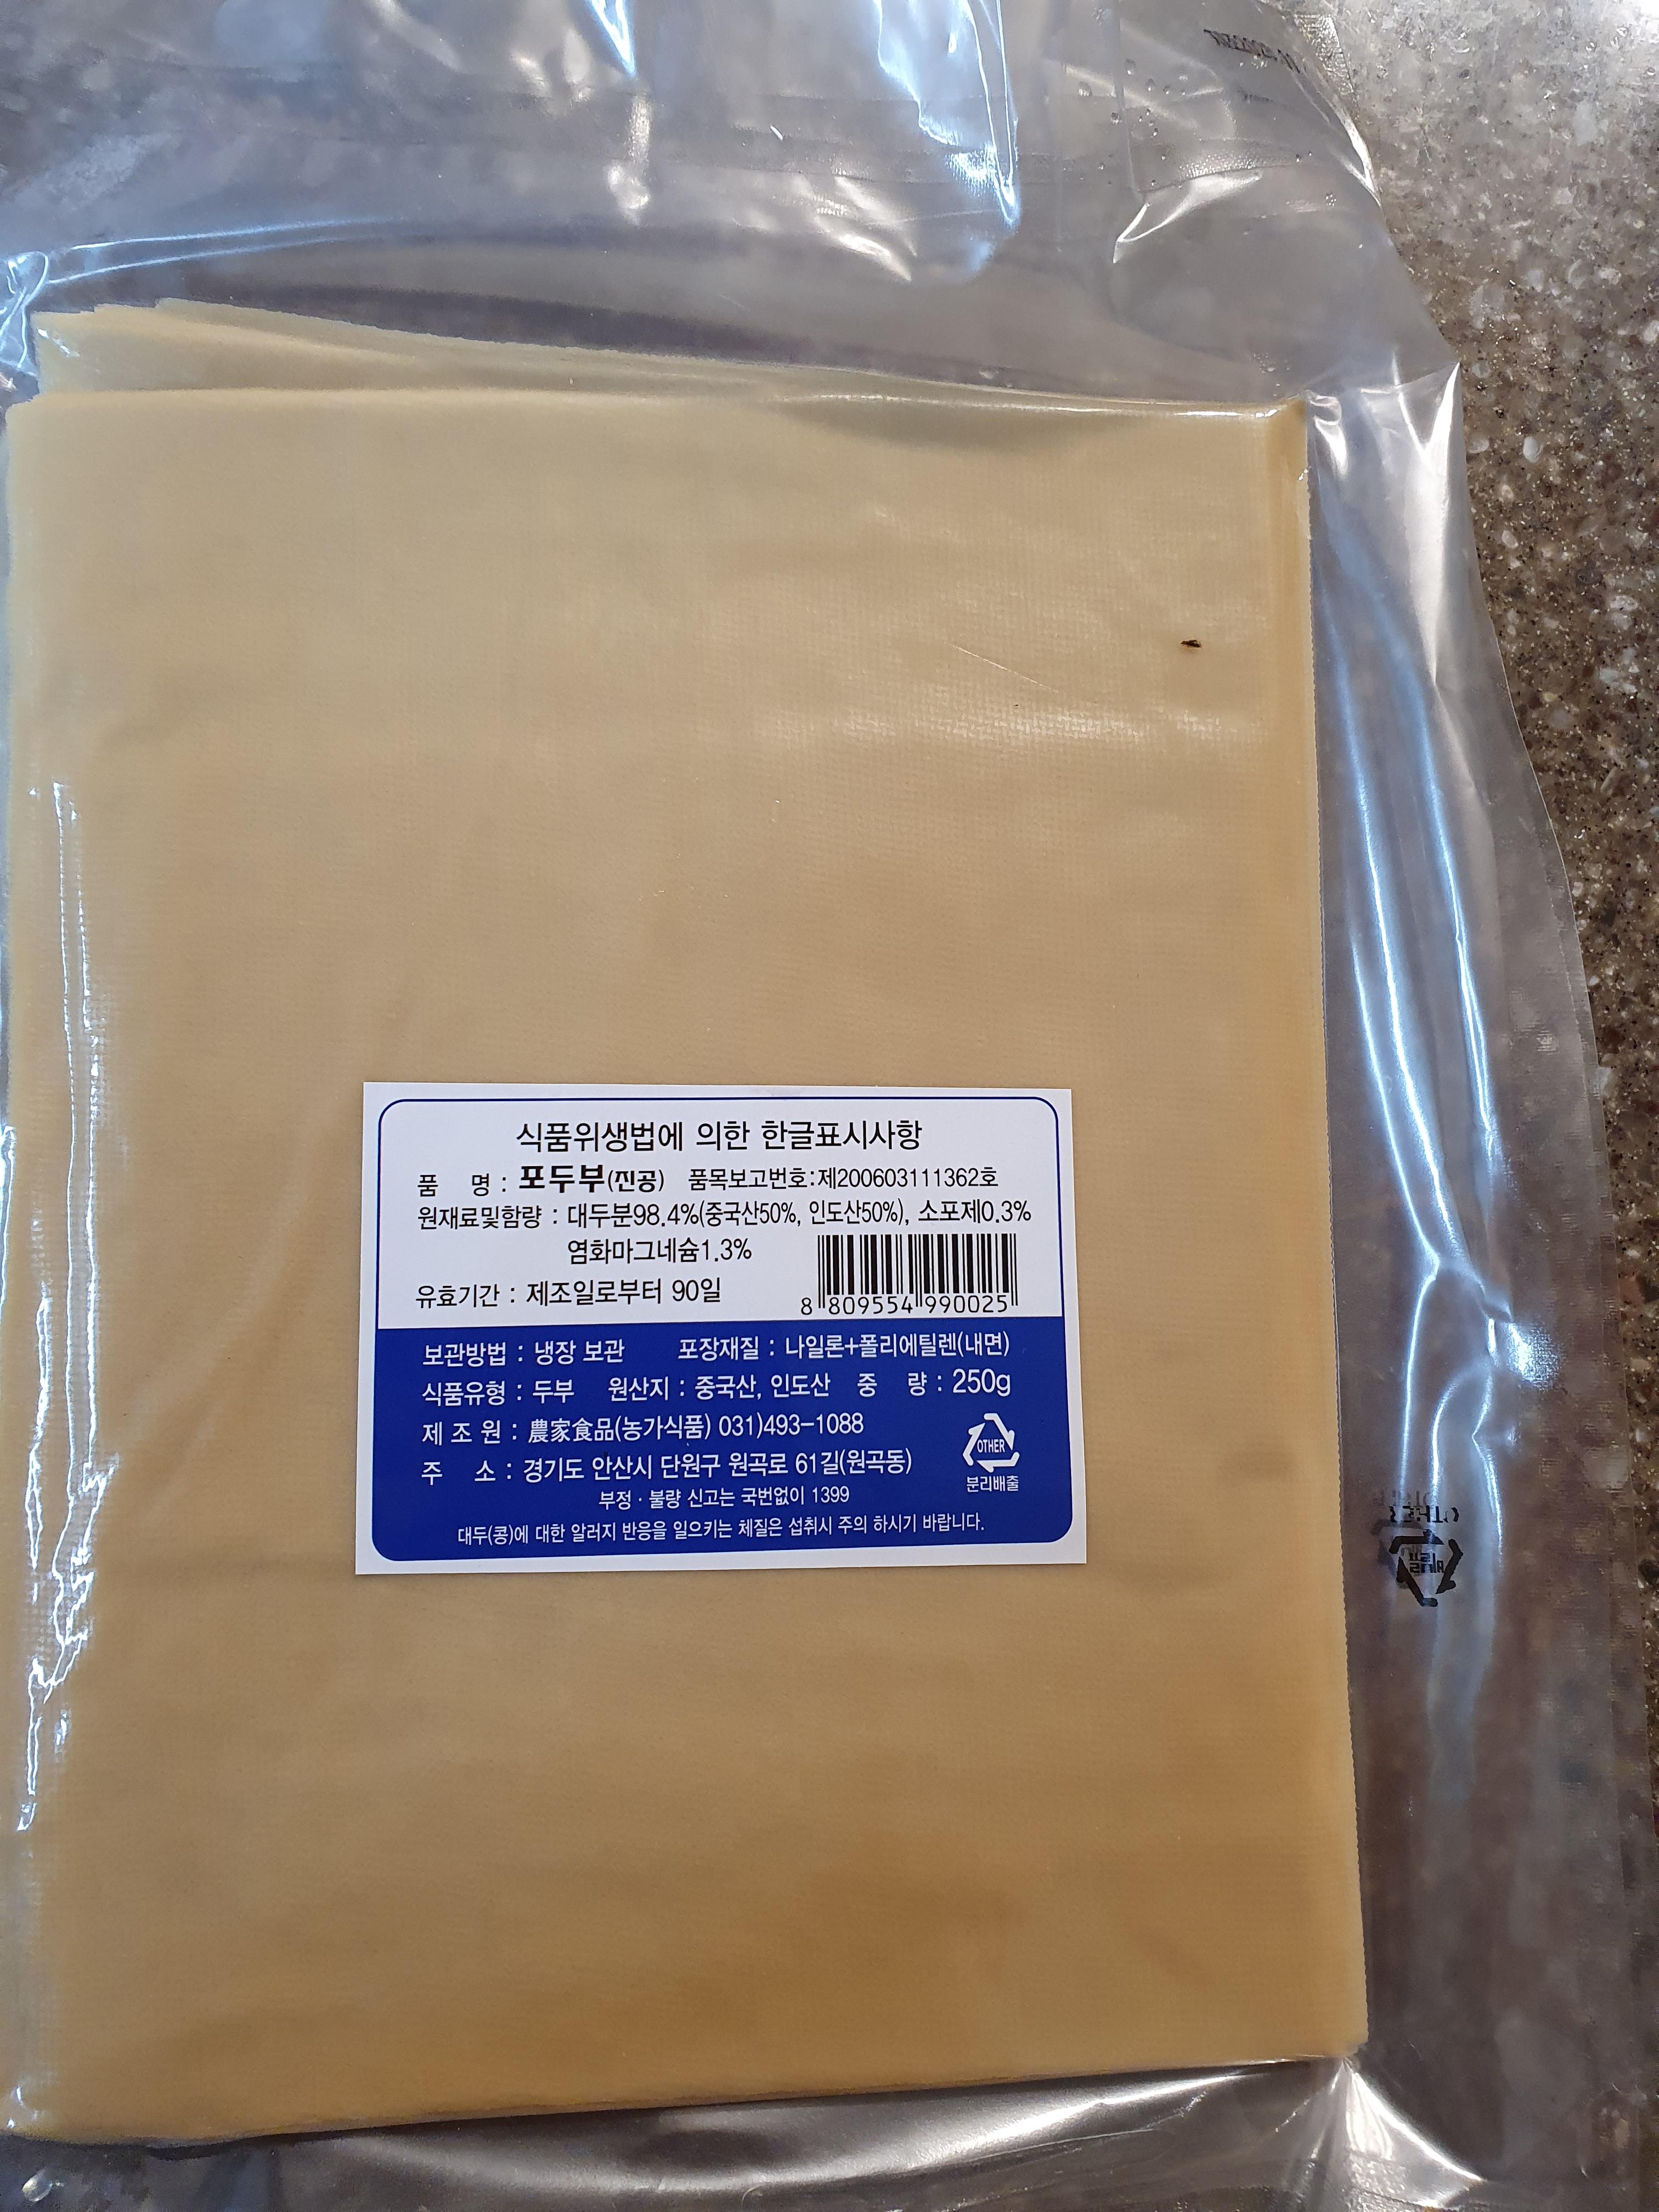 식품위생법에 의한 한글표시사항
품 명 : 포두부(진공) 품목보고번호:제200603111362호
원재료및함량 : 대두분98.4%(중국산50%, 인도산50%), 소포제0.3%
염화마그네슘1.3%
유효기간 : 제조일로부터 90일
8 809554 990025
보관방법 : 냉장 보관 포장재질 : 나일론+폴리에틸렌(내면)
식품유형 : 두부 원산지 : 중국산, 인도산 중 량 : 250g
제 조 원 : 農家食品(농가식품) 031)493-1088
주 소 : 경기도 안산시 단원구 원곡로 61길(원곡동)
OTHER
분리배출
부정 · 불량 신고는 국번없이 1399
대두(콩)에 대한 알러지 반응을 일으키는 체질은 섭취시 주의 하시기 바랍니다.
OTHER